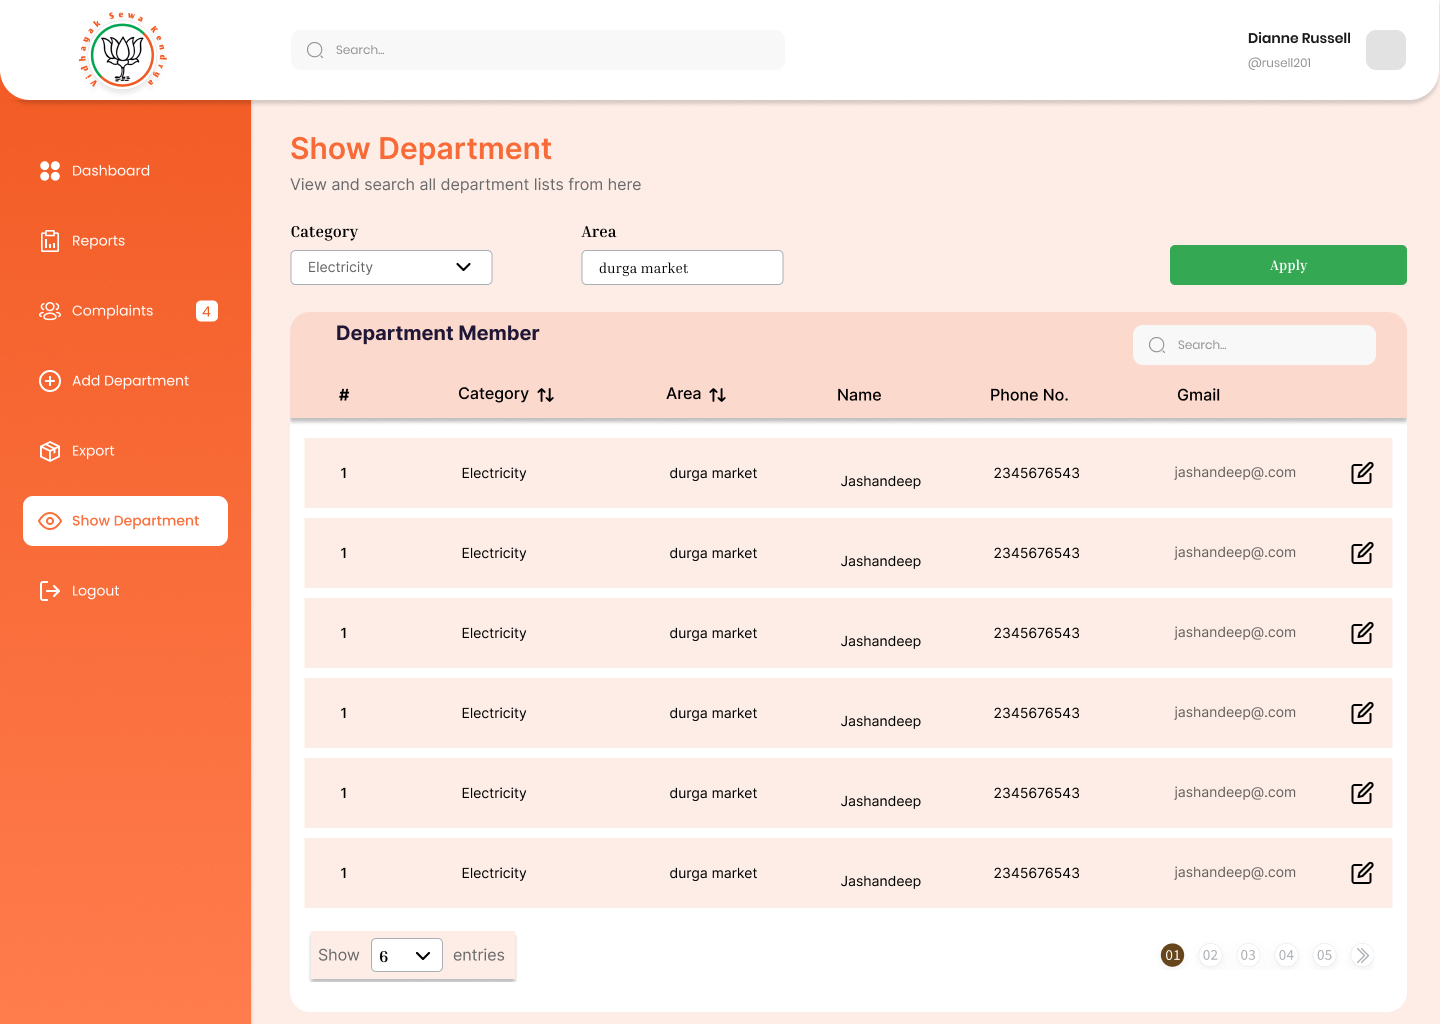 Vidhayak Sewa Kendrya
Search...
Dianne Russell
@rusell201
Dashboard
Reports
Complaints 4
Add Department
Export
Show Department
Logout
Show Department
View and search all department lists from here
Category
Electricity
Area
durga market
Apply
Department Member
Search...
# Category Area Name Phone No. Gmail
1 Electricity durga market Jashandeep 2345676543 jashandeep@.com
1 Electricity durga market Jashandeep 2345676543 jashandeep@.com
1 Electricity durga market Jashandeep 2345676543 jashandeep@.com
1 Electricity durga market Jashandeep 2345676543 jashandeep@.com
1 Electricity durga market Jashandeep 2345676543 jashandeep@.com
1 Electricity durga market Jashandeep 2345676543 jashandeep@.com
Show 6 entries
01 02 03 04 05